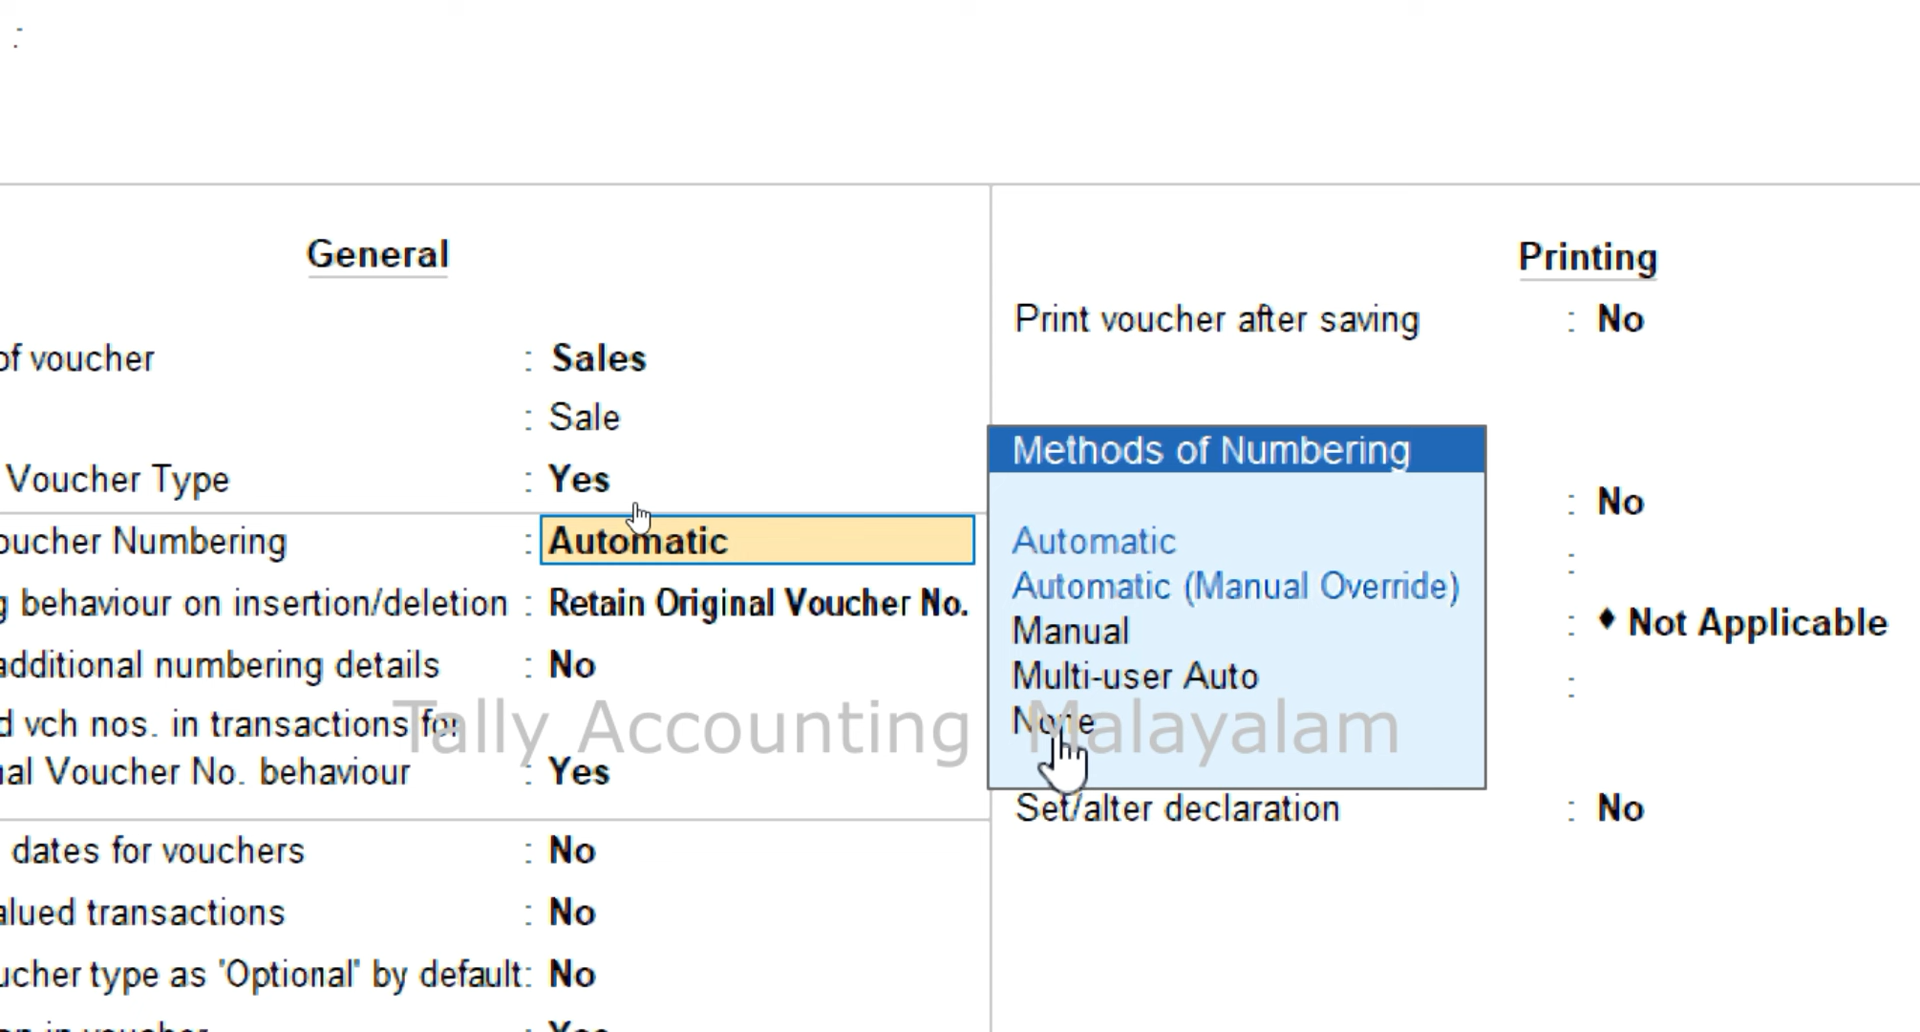 General
of voucher : Sales
: Sale
Voucher Type : Yes
oucher Numbering : Automatic
g behaviour on insertion/deletion : Retain Original Voucher No.
additional numbering details : No
d vch nos. in transactions for
al Voucher No. behaviour : Yes
dates for vouchers : No
alued transactions : No
ucher type as 'Optional' by default : No
Printing
Print voucher after saving : No
Methods of Numbering
Automatic
Automatic (Manual Override)
Manual
Multi-user Auto
None
: No
:
: ♦ Not Applicable
:
Set/alter declaration : No
Tally Accounting Malayalam